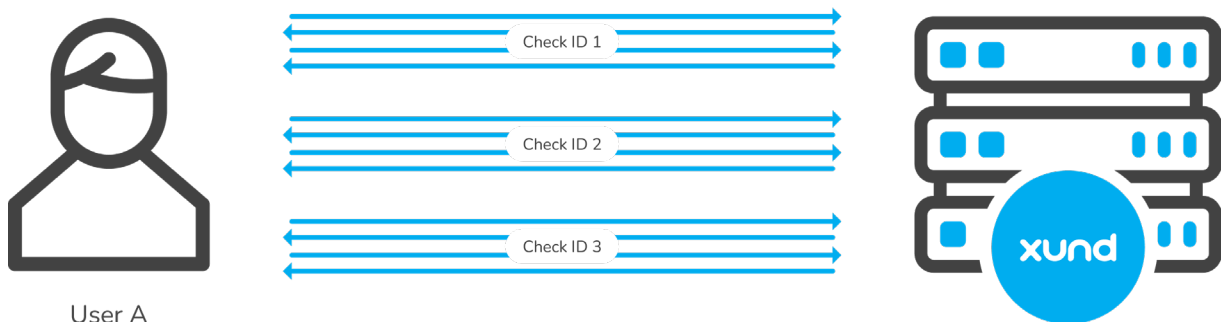 Check ID 1
Check ID 2
Check ID 3
xund
User A